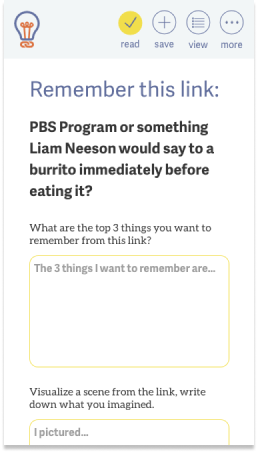 read save view more
Remember this link:
PBS Program or something
Liam Neeson would say to a
burrito immediately before
eating it?
What are the top 3 things you want to
remember from this link?
The 3 things I want to remember are...
Visualize a scene from the link, write
down what you imagined.
I pictured...